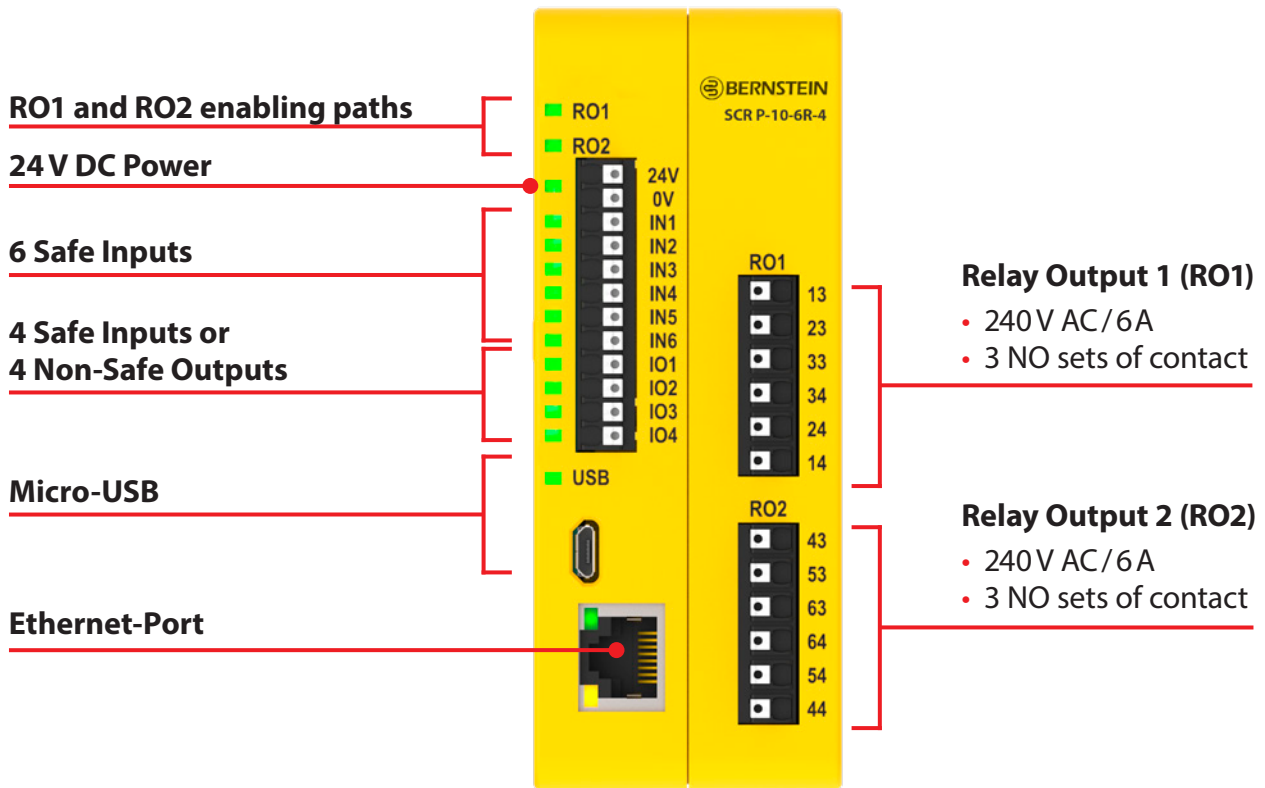 RO1 and RO2 enabling paths
24 V DC Power
6 Safe Inputs
4 Safe Inputs or
4 Non-Safe Outputs
Micro-USB
Ethernet-Port
BERNSTEIN
SCR P-10-6R-4
RO1
RO2
24V
0V
IN1
IN2
IN3
IN4
IN5
IN6
IO1
IO2
IO3
IO4
USB
RO1
13
23
33
34
24
14
RO2
43
53
63
64
54
44
Relay Output 1 (RO1)
• 240 V AC / 6 A
• 3 NO sets of contact
Relay Output 2 (RO2)
• 240 V AC / 6 A
• 3 NO sets of contact